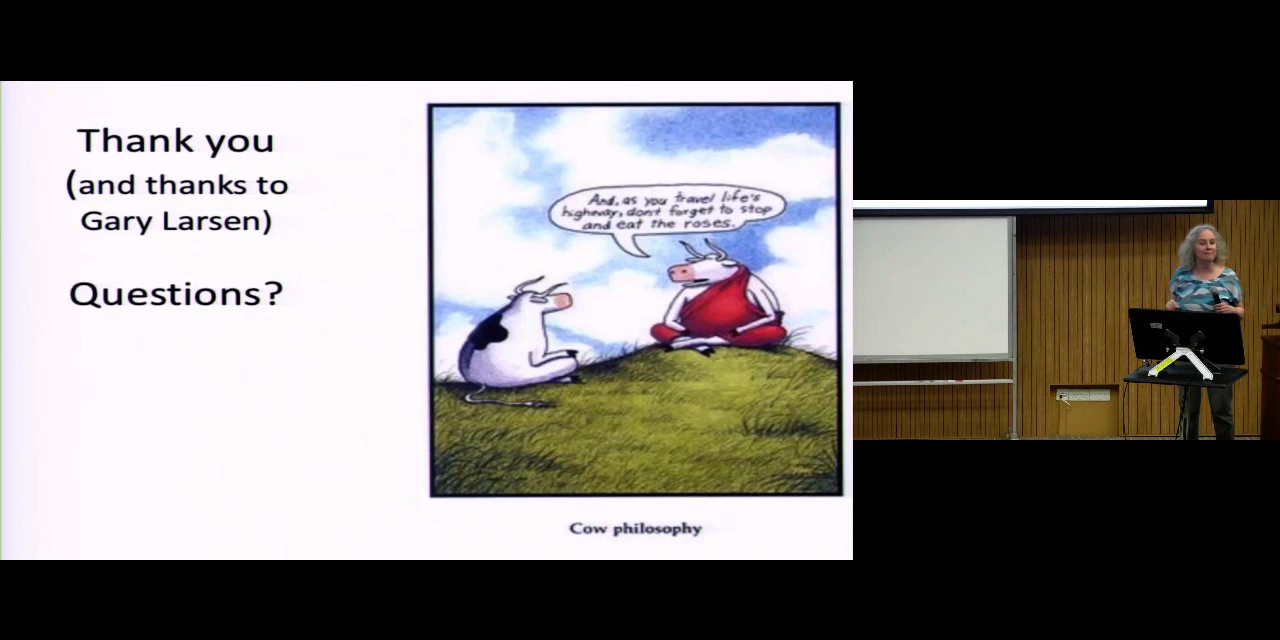 Thank you
(and thanks to
Gary Larsen)
Questions?
And, as you travel life's
highway, don't forget to stop
and eat the roses.
Cow philosophy